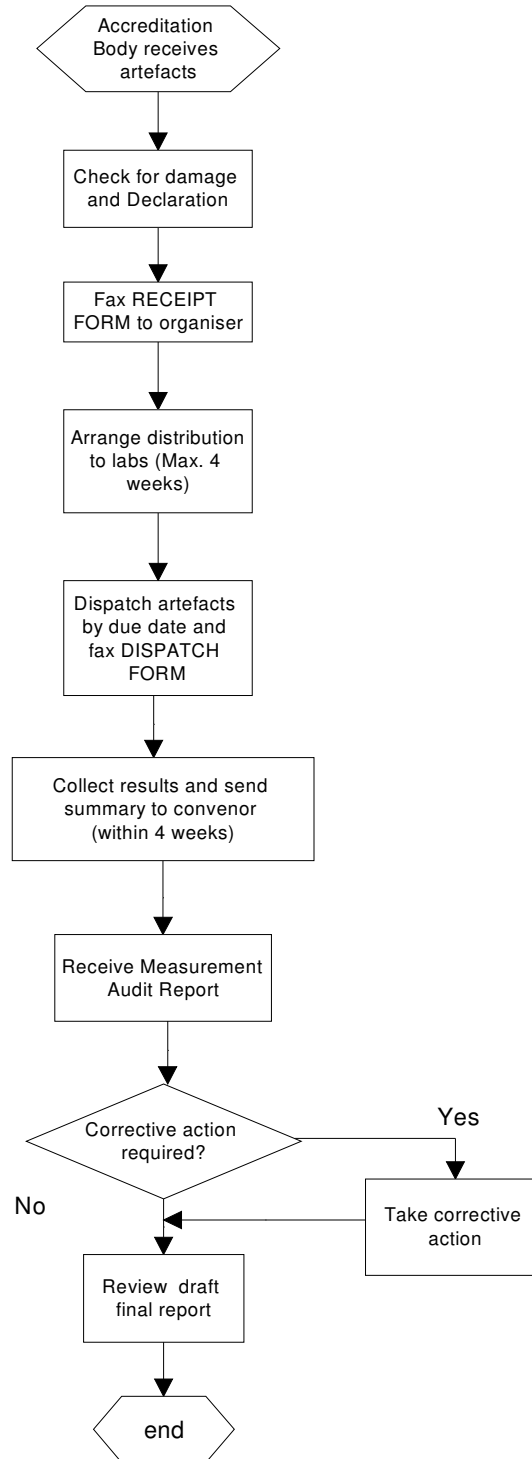 Accreditation
Body receives
artefacts
Check for damage
and Declaration
Fax RECEIPT
FORM to organiser
Arrange distribution
to labs (Max. 4
weeks)
Dispatch artefacts
by due date and
fax DISPATCH
FORM
Collect results and send
summary to convenor
(within 4 weeks)
Receive Measurement
Audit Report
Corrective action
required?
Yes
No
Take corrective
action
Review draft
final report
end